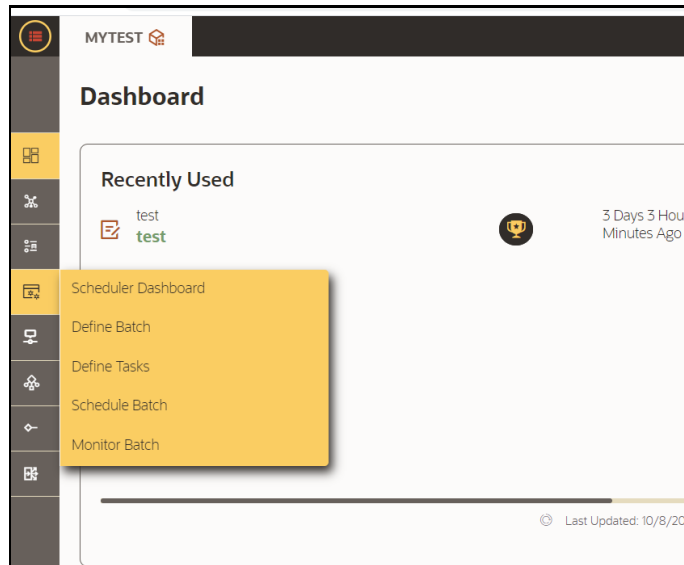 MYTEST
Dashboard
Recently Used
test
test
3 Days 3 Hou
Minutes Ago
Scheduler Dashboard
Define Batch
Define Tasks
Schedule Batch
Monitor Batch
Last Updated: 10/8/20